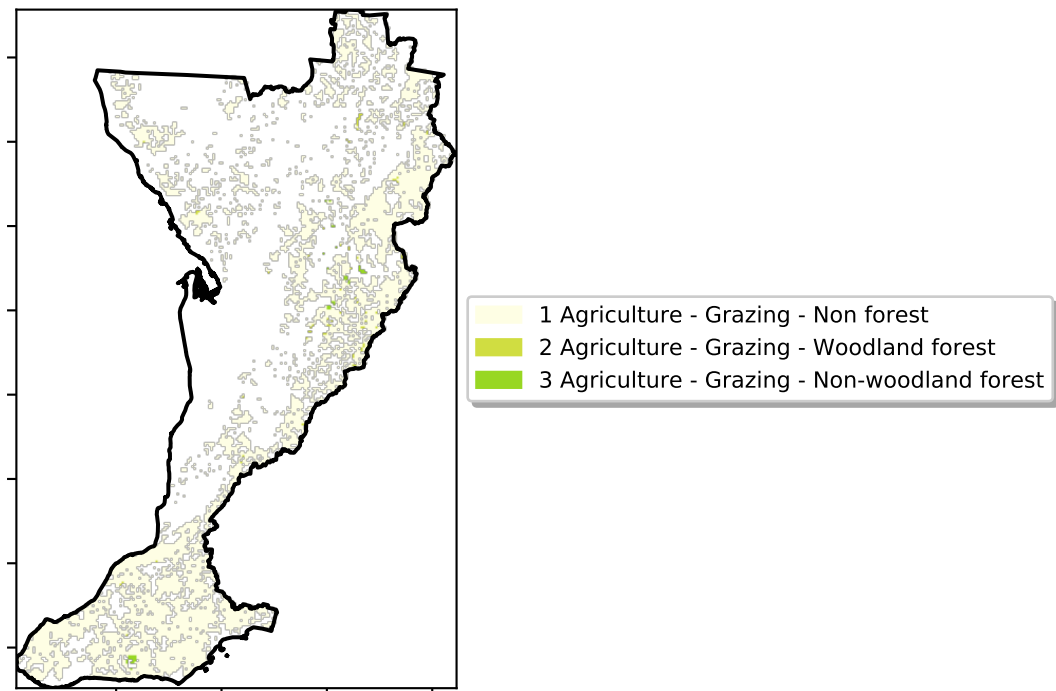 1 Agriculture - Grazing - Non forest
2 Agriculture - Grazing - Woodland forest
3 Agriculture - Grazing - Non-woodland forest